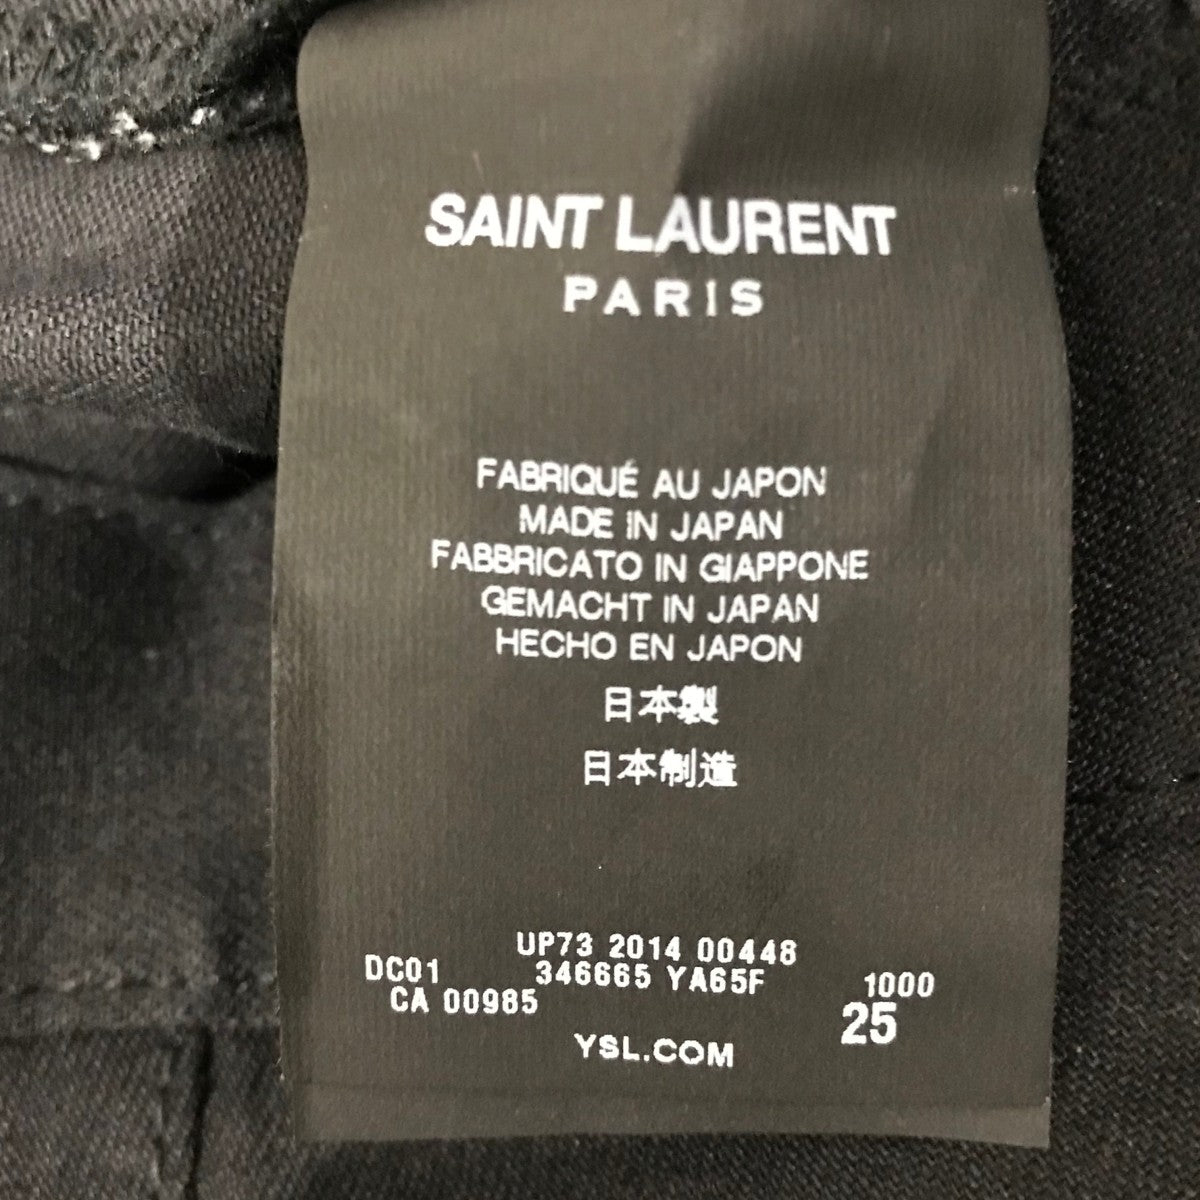 SAINT LAURENT
PARIS
FABRIQUÉ AU JAPON
MADE IN JAPAN
FABBRICATO IN GIAPPONE
GEMACHT IN JAPAN
HECHO EN JAPON
日本製
日本制造
UP73 2014 00448
DC01 346665 YA65F 1000
CA 00985 25
YSL.COM